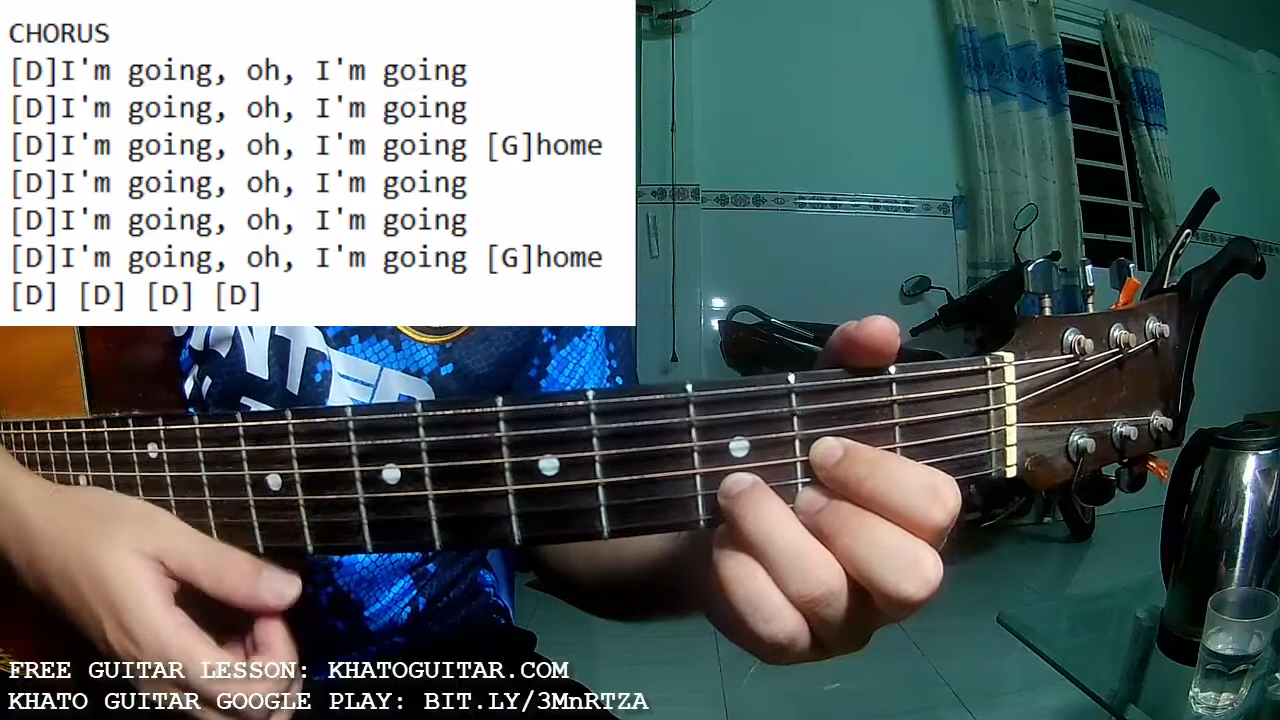 CHORUS
[D]I'm going, oh, I'm going
[D]I'm going, oh, I'm going
[D]I'm going, oh, I'm going [G]home
[D]I'm going, oh, I'm going
[D]I'm going, oh, I'm going
[D]I'm going, oh, I'm going [G]home
[D] [D] [D] [D]
FREE GUITAR LESSON: KHATOGUITAR.COM
KHATO GUITAR GOOGLE PLAY: BIT.LY/3MNRTZA